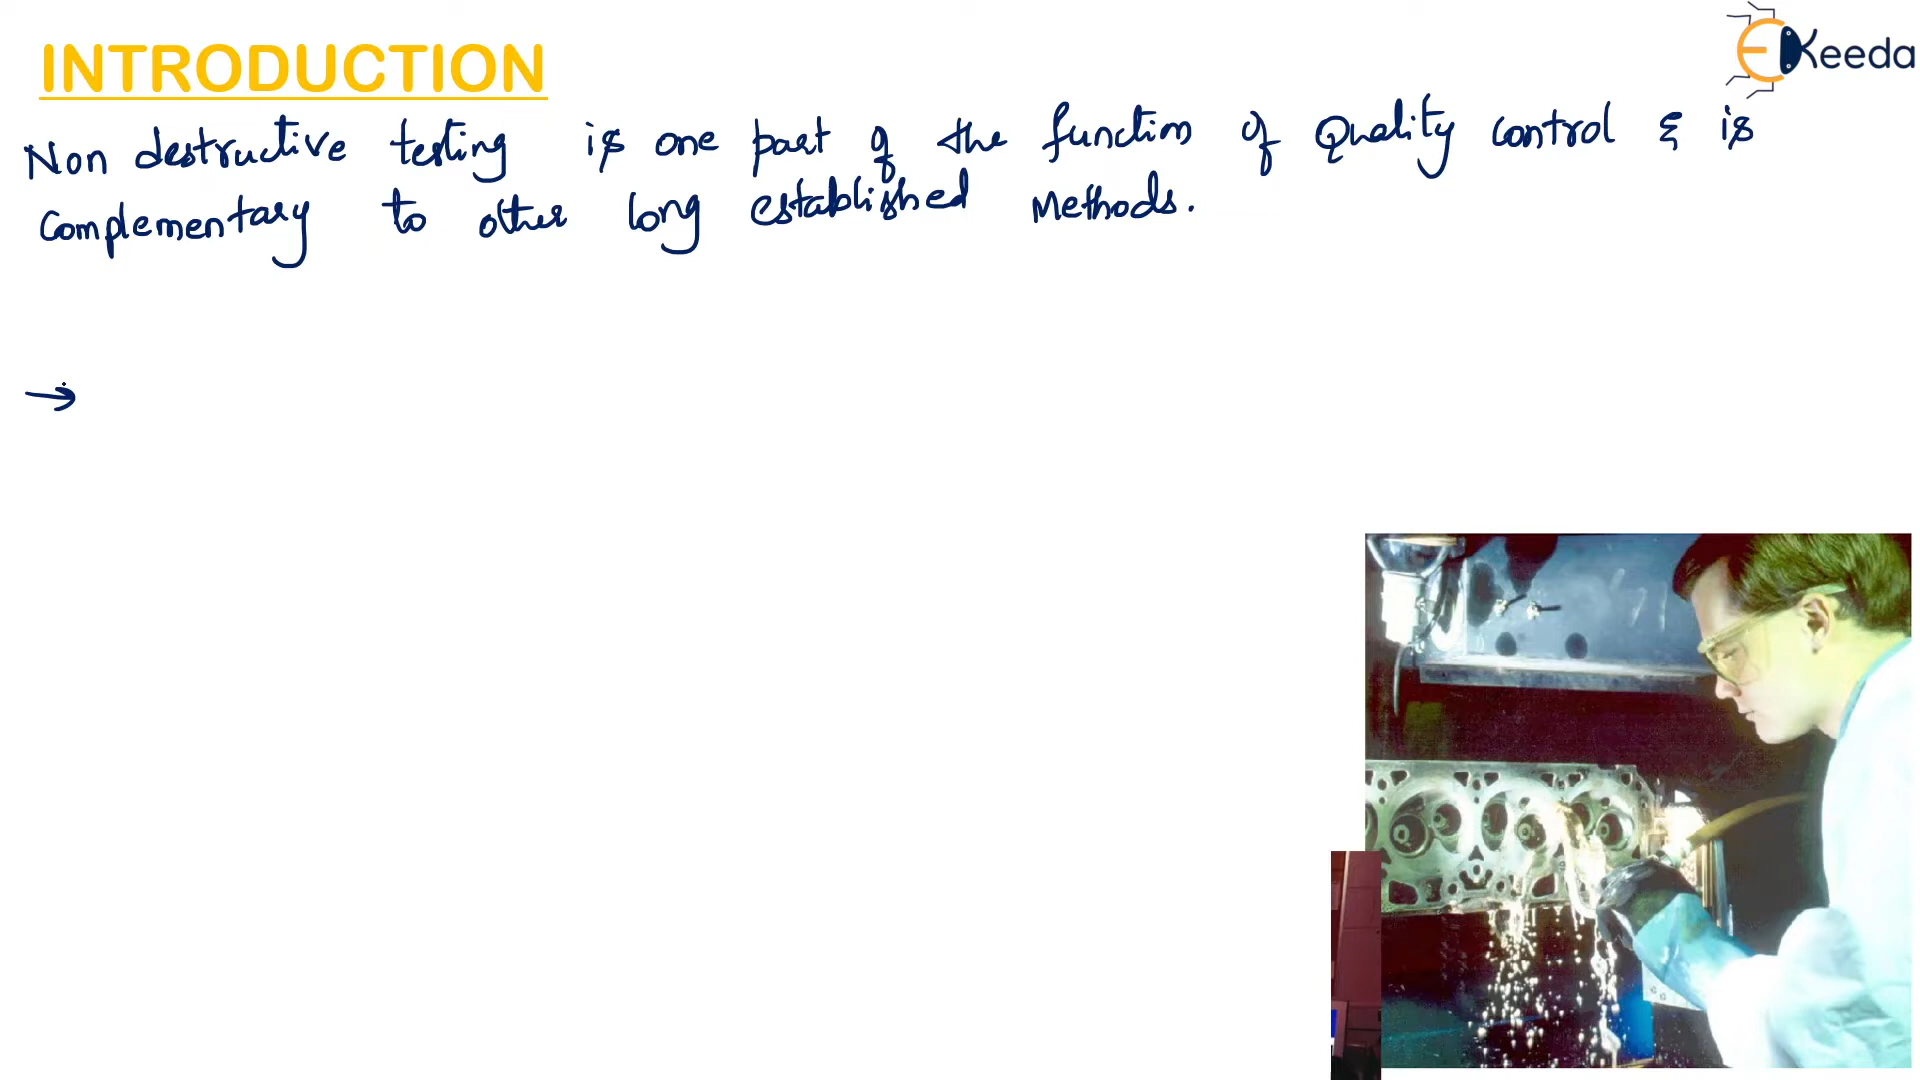 INTRODUCTION
EKeeda
Non destructive testing is one part of the function of Quality control & is
Complementary to other long established Methods.
→